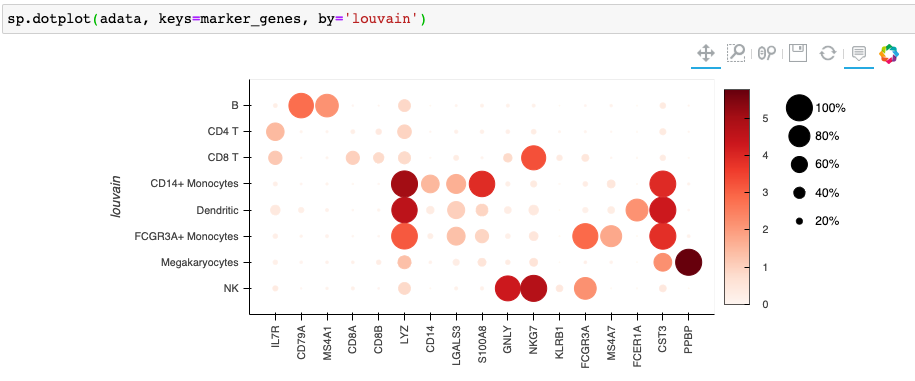 sp.dotplot(adata, keys=marker_genes, by='louvain')
louvain
B
CD4 T
CD8 T
CD14+ Monocytes
Dendritic
FCGR3A+ Monocytes
Megakaryocytes
NK
IL7R
CD79A
MS4A1
CD8A
CD8B
LYZ
CD14
LGALS3
S100A8
GNLY
NKG7
KLRB1
FCGR3A
MS4A7
FCER1A
CST3
PPBP
5
4
3
2
1
0
100%
80%
60%
40%
20%